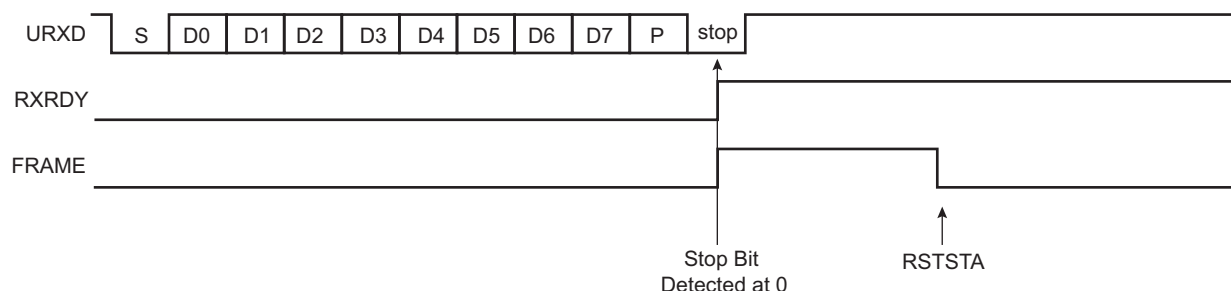 URXD S D0 D1 D2 D3 D4 D5 D6 D7 P stop
RXRDY
FRAME
Stop Bit
Detected at 0
RSTSTA